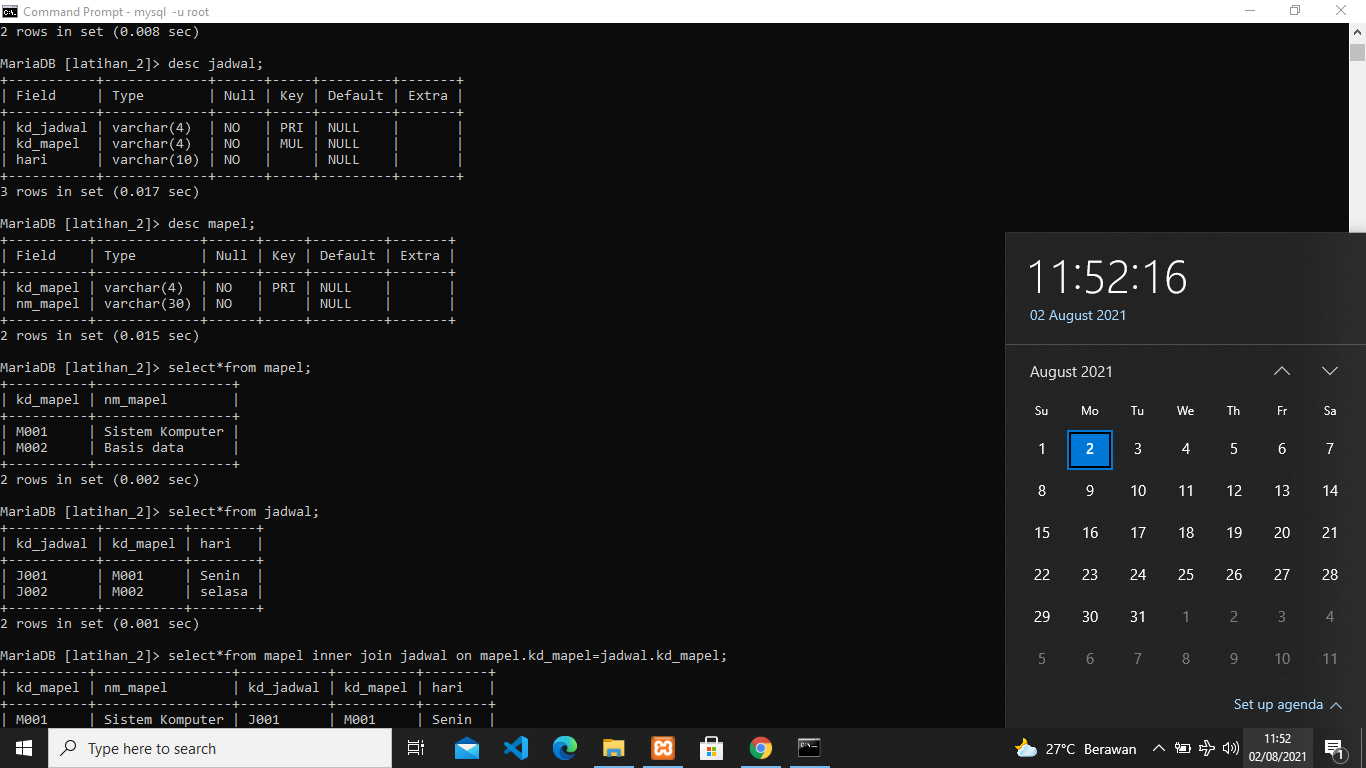 Command Prompt - mysql -u root
2 rows in set (0.008 sec)
MariaDB [latihan_2]> desc jadwal;
+-----------+-------------+------+-----+---------+-------+
| Field     | Type        | Null | Key | Default | Extra |
+-----------+-------------+------+-----+---------+-------+
| kd_jadwal | varchar(4)  | NO   | PRI | NULL    |       |
| kd_mapel  | varchar(4)  | NO   | MUL | NULL    |       |
| hari      | varchar(10) | NO   |     | NULL    |       |
+-----------+-------------+------+-----+---------+-------+
3 rows in set (0.017 sec)
MariaDB [latihan_2]> desc mapel;
+----------+-------------+------+-----+---------+-------+
| Field    | Type        | Null | Key | Default | Extra |
+----------+-------------+------+-----+---------+-------+
| kd_mapel | varchar(4)  | NO   | PRI | NULL    |       |
| nm_mapel | varchar(30) | NO   |     | NULL    |       |
+----------+-------------+------+-----+---------+-------+
2 rows in set (0.015 sec)
MariaDB [latihan_2]> select*from mapel;
+----------+-----------------+
| kd_mapel | nm_mapel        |
+----------+-----------------+
| M001     | Sistem Komputer |
| M002     | Basis data      |
+----------+-----------------+
2 rows in set (0.002 sec)
MariaDB [latihan_2]> select*from jadwal;
+-----------+----------+--------+
| kd_jadwal | kd_mapel | hari   |
+-----------+----------+--------+
| J001      | M001     | Senin  |
| J002      | M002     | selasa |
+-----------+----------+--------+
2 rows in set (0.001 sec)
MariaDB [latihan_2]> select*from mapel inner join jadwal on mapel.kd_mapel=jadwal.kd_mapel;
+----------+-----------------+-----------+----------+--------+
| kd_mapel | nm_mapel        | kd_jadwal | kd_mapel | hari   |
+----------+-----------------+-----------+----------+--------+
| M001     | Sistem Komputer | J001      | M001     | Senin  |
11:52:16
02 August 2021
August 2021
Su Mo Tu We Th Fr Sa
1 2 3 4 5 6 7
8 9 10 11 12 13 14
15 16 17 18 19 20 21
22 23 24 25 26 27 28
29 30 31 1 2 3 4
5 6 7 8 9 10 11
Set up agenda
Type here to search
27°C Berawan
11:52
02/08/2021
1